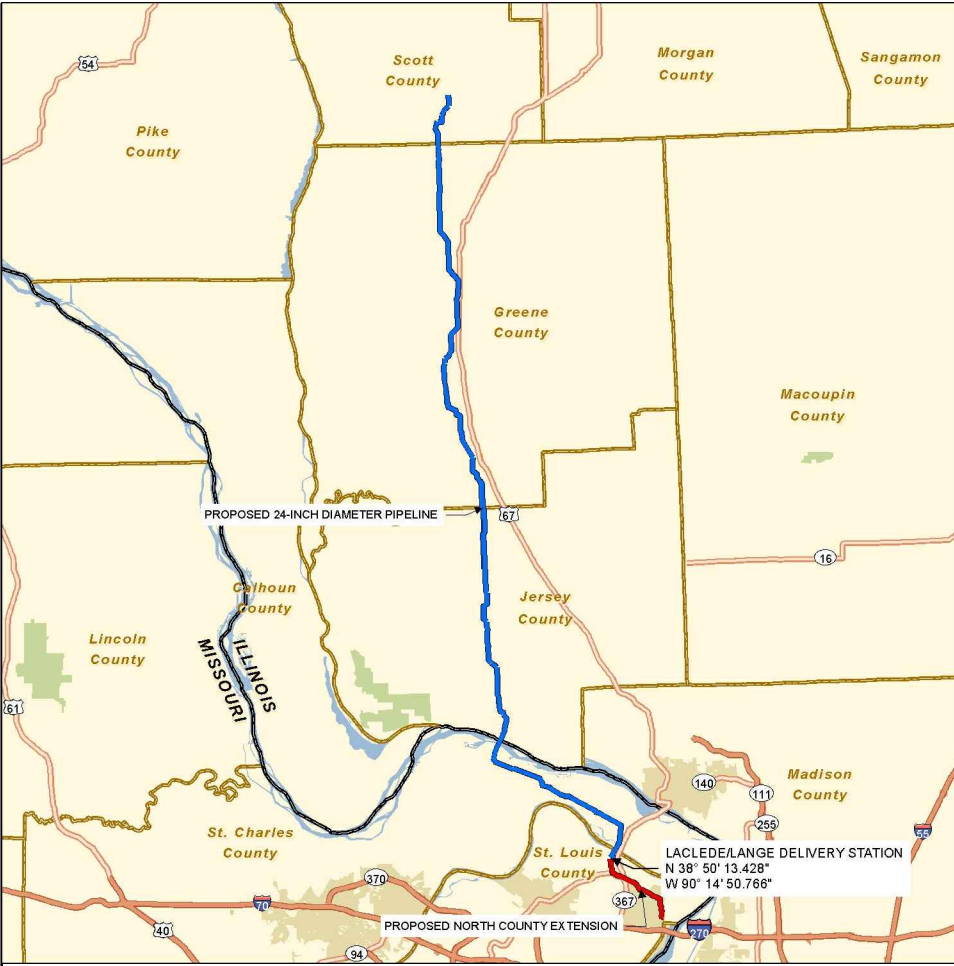 54
Scott
County
Morgan
County
Sangamon
County
Pike
County
Greene
County
Macoupin
County
PROPOSED 24-INCH DIAMETER PIPELINE
67
16
Calhoun
County
Jersey
County
Lincoln
County
ILLINOIS
MISSOURI
61
140
111
Madison
County
255
55
St. Charles
County
St. Louis
County
LACLEDE/LANGE DELIVERY STATION
N 38° 50' 13.428"
W 90° 14' 50.766"
370
367
70
40
PROPOSED NORTH COUNTY EXTENSION
270
94